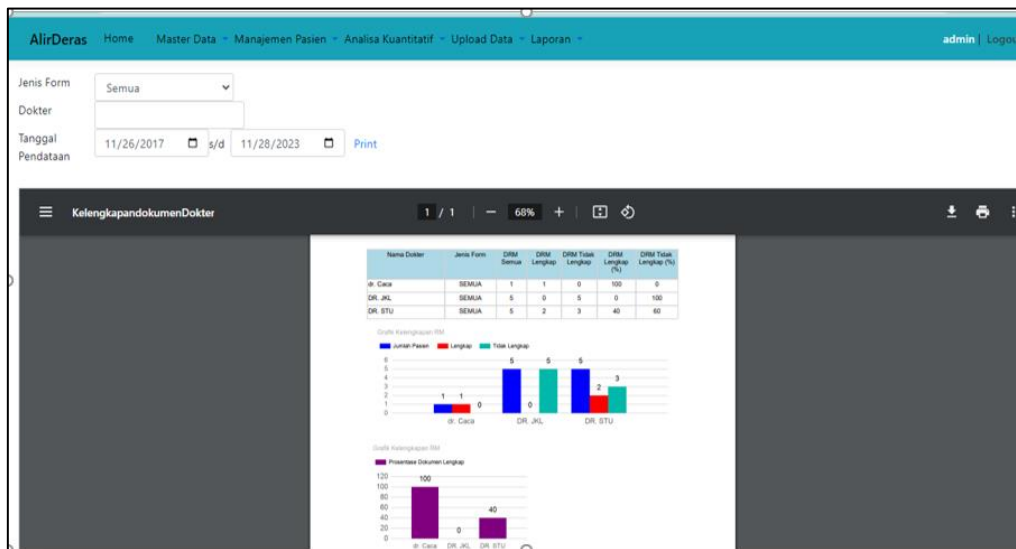 AlirDeras Home Master Data Manajemen Pasien Analisa Kuantitatif Upload Data Laporan admin | Logou
Jenis Form Semua
Dokter
Tanggal Pendataan 11/26/2017 s/d 11/28/2023 Print
KelengkapandokumenDokter 1 / 1 | − 68% + |
Nama Dokter Jenis Form DRM Semua DRM Lengkap DRM Tidak Lengkap DRM Lengkap (%) DRM Tidak Lengkap (%)
dr. Caca SEMUA 1 1 0 100 0
DR. JKL SEMUA 5 0 5 0 100
DR. STU SEMUA 5 2 3 40 60
Grafik Kelengkapan RM
Jumlah Pasien Lengkap Tidak Lengkap
6
5
4
3
2
1
0
1 1 0 5 0 5 5 2 3
dr. Caca DR. JKL DR. STU
Grafik Kelengkapan RM
Prosentase Dokumen Lengkap
120
100
80
60
40
20
0
100 0 40
dr. Caca DR. JKL DR. STU